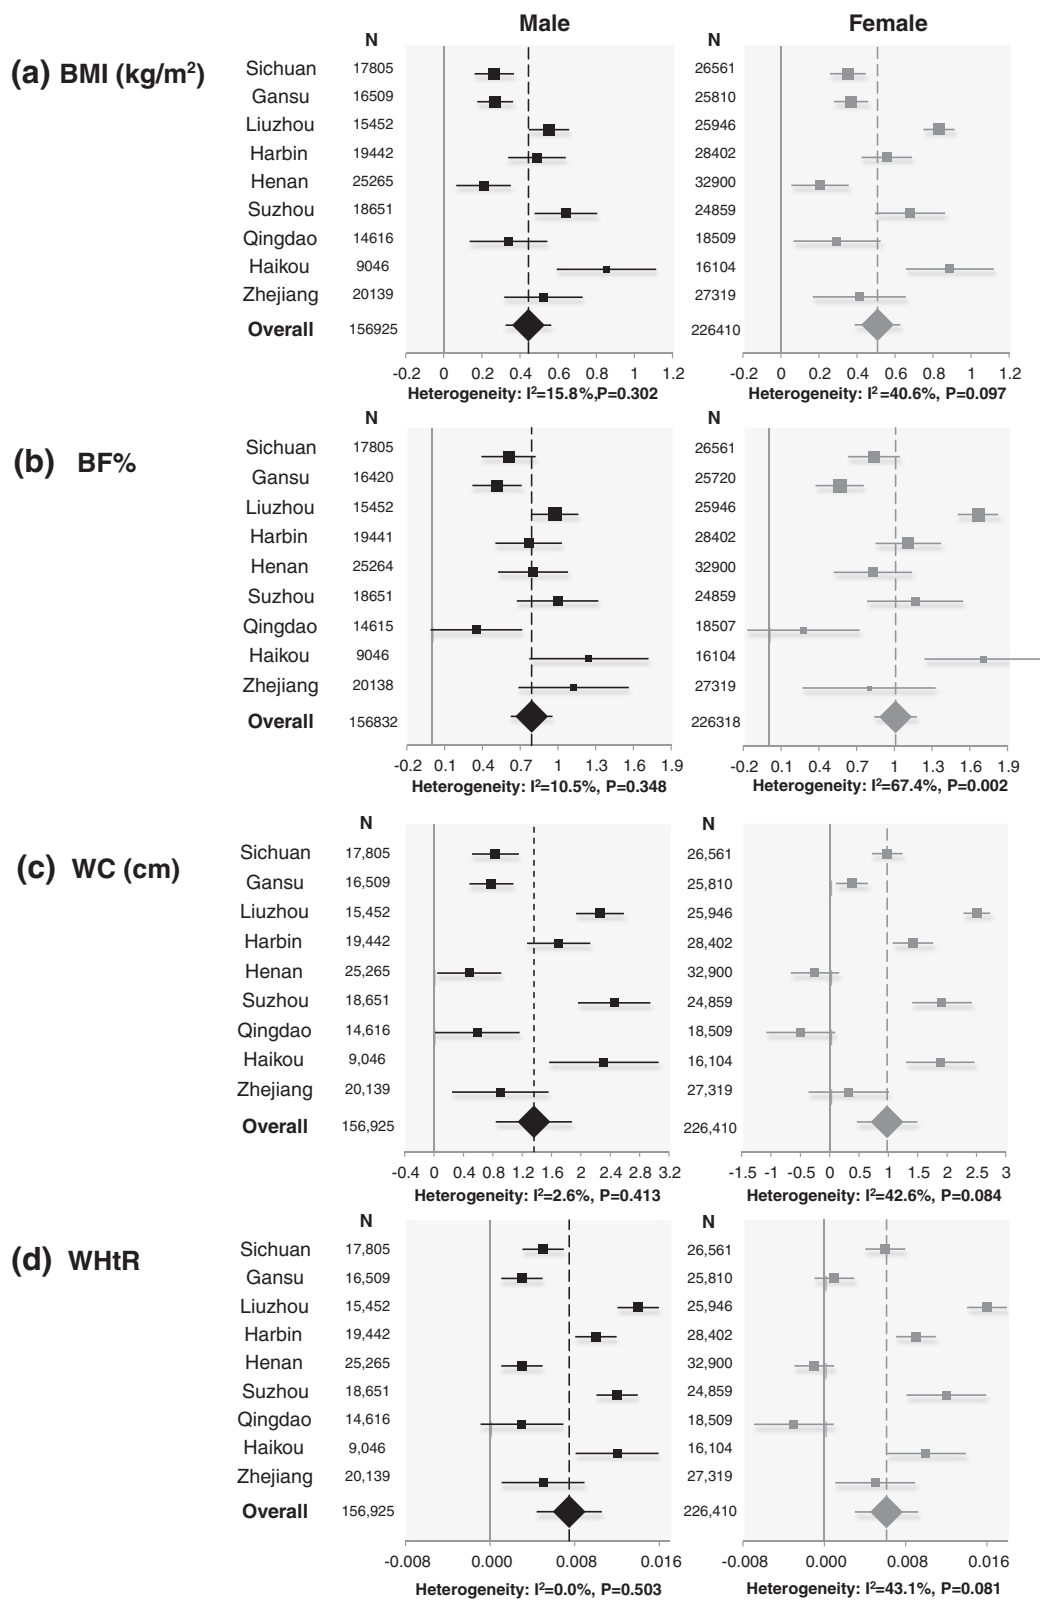 Male Female
N N
(a) BMI (kg/m²)
Sichuan 17805 26561
Gansu 16509 25810
Liuzhou 15452 25946
Harbin 19442 28402
Henan 25265 32900
Suzhou 18651 24859
Qingdao 14616 18509
Haikou 9046 16104
Zhejiang 20139 27319
Overall 156925 226410
-0.2 0 0.2 0.4 0.6 0.8 1 1.2 -0.2 0 0.2 0.4 0.6 0.8 1 1.2
Heterogeneity: I²=15.8%,P=0.302 Heterogeneity: I²=40.6%, P=0.097
N N
(b) BF%
Sichuan 17805 26561
Gansu 16420 25720
Liuzhou 15452 25946
Harbin 19441 28402
Henan 25264 32900
Suzhou 18651 24859
Qingdao 14615 18507
Haikou 9046 16104
Zhejiang 20138 27319
Overall 156832 226318
-0.2 0.1 0.4 0.7 1 1.3 1.6 1.9 -0.2 0.1 0.4 0.7 1 1.3 1.6 1.9
Heterogeneity: I²=10.5%, P=0.348 Heterogeneity: I²=67.4%, P=0.002
N N
(c) WC (cm)
Sichuan 17,805 26,561
Gansu 16,509 25,810
Liuzhou 15,452 25,946
Harbin 19,442 28,402
Henan 25,265 32,900
Suzhou 18,651 24,859
Qingdao 14,616 18,509
Haikou 9,046 16,104
Zhejiang 20,139 27,319
Overall 156,925 226,410
-0.4 0 0.4 0.8 1.2 1.6 2 2.4 2.8 3.2 -1.5 -1 -0.5 0 0.5 1 1.5 2 2.5 3
Heterogeneity: I²=2.6%, P=0.413 Heterogeneity: I²=42.6%, P=0.084
N N
(d) WHtR
Sichuan 17,805 26,561
Gansu 16,509 25,810
Liuzhou 15,452 25,946
Harbin 19,442 28,402
Henan 25,265 32,900
Suzhou 18,651 24,859
Qingdao 14,616 18,509
Haikou 9,046 16,104
Zhejiang 20,139 27,319
Overall 156,925 226,410
-0.008 0.000 0.008 0.016 -0.008 0.000 0.008 0.016
Heterogeneity: I²=0.0%, P=0.503 Heterogeneity: I²=43.1%, P=0.081